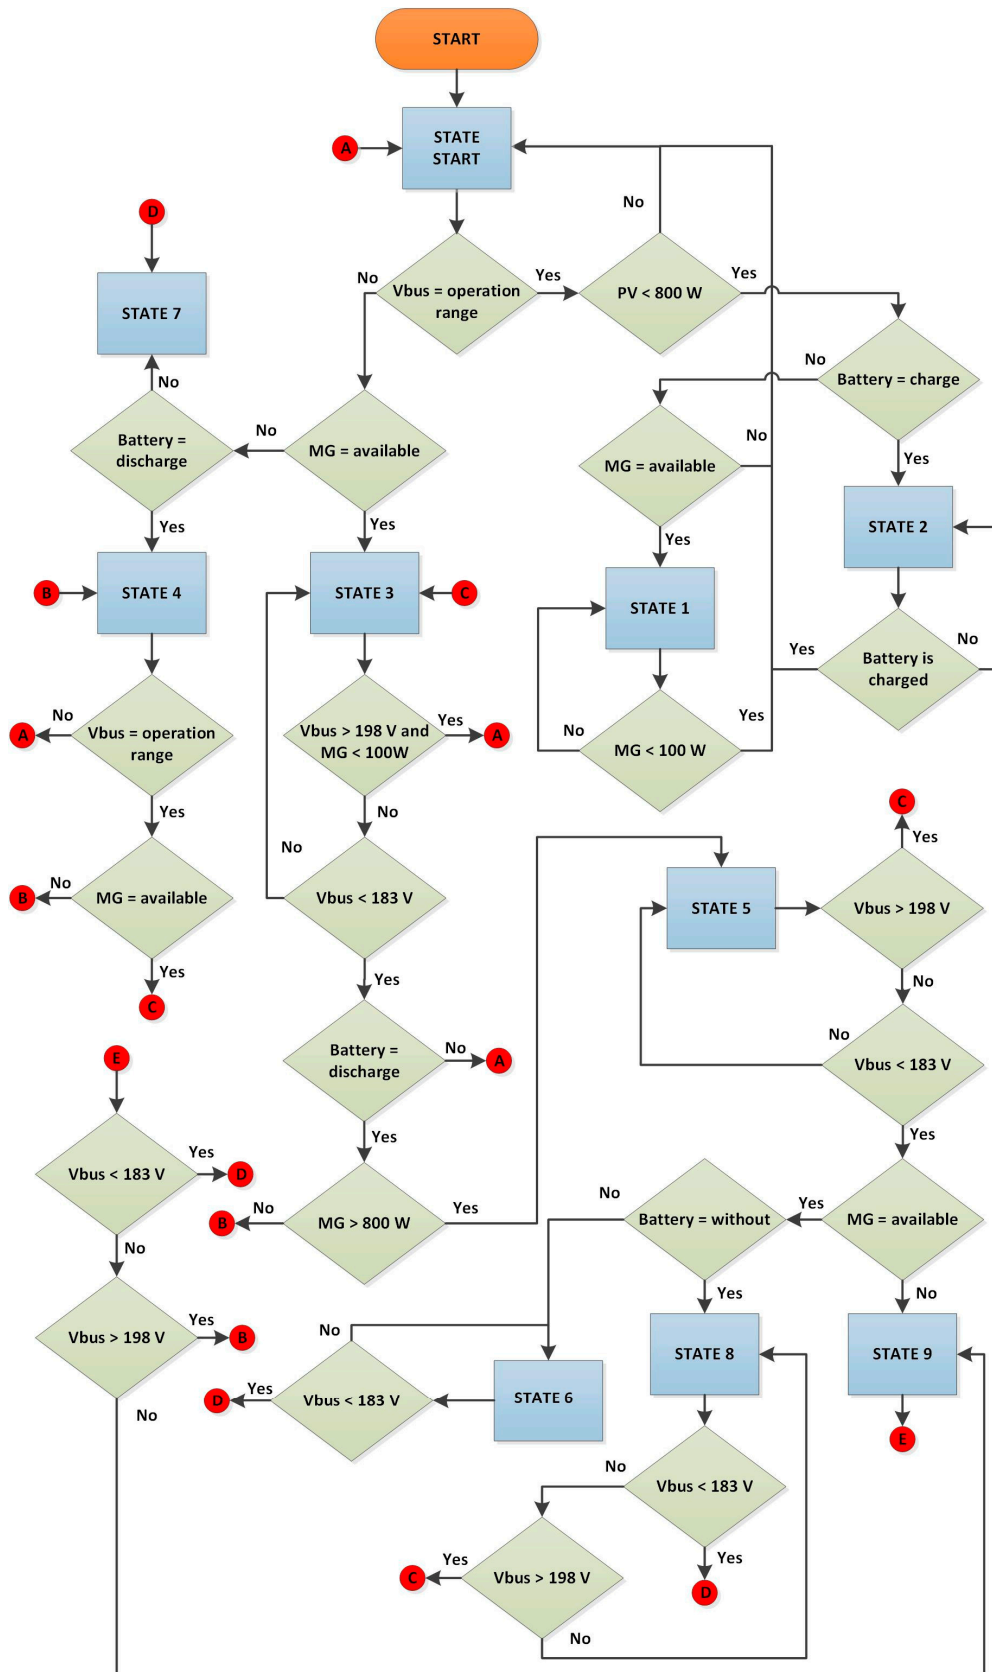 START
STATE
START
A
D
No
No
Yes
Yes
STATE 7
Vbus = operation
range
PV < 800 W
No
No
Battery = charge
Battery =
discharge
No
MG = available
MG = available
No
Yes
Yes
Yes
Yes
STATE 2
B
STATE 4
STATE 3
C
STATE 1
Yes
No
Battery is
charged
No
A
Vbus = operation
range
Vbus > 198 V and
MG < 100W
Yes
A
No
MG < 100 W
Yes
Yes
No
C
Yes
No
B
No
MG = available
Vbus < 183 V
STATE 5
Vbus > 198 V
Yes
C
Yes
No
No
E
Battery =
discharge
No
A
Vbus < 183 V
Yes
Yes
Vbus < 183 V
Yes
D
No
B
No
MG > 800 W
Yes
No
Battery = without
Yes
MG = available
Yes
No
Vbus > 198 V
Yes
B
No
No
D
Yes
Vbus < 183 V
STATE 6
STATE 8
STATE 9
E
No
Vbus < 183 V
Yes
D
C
Yes
Vbus > 198 V
No